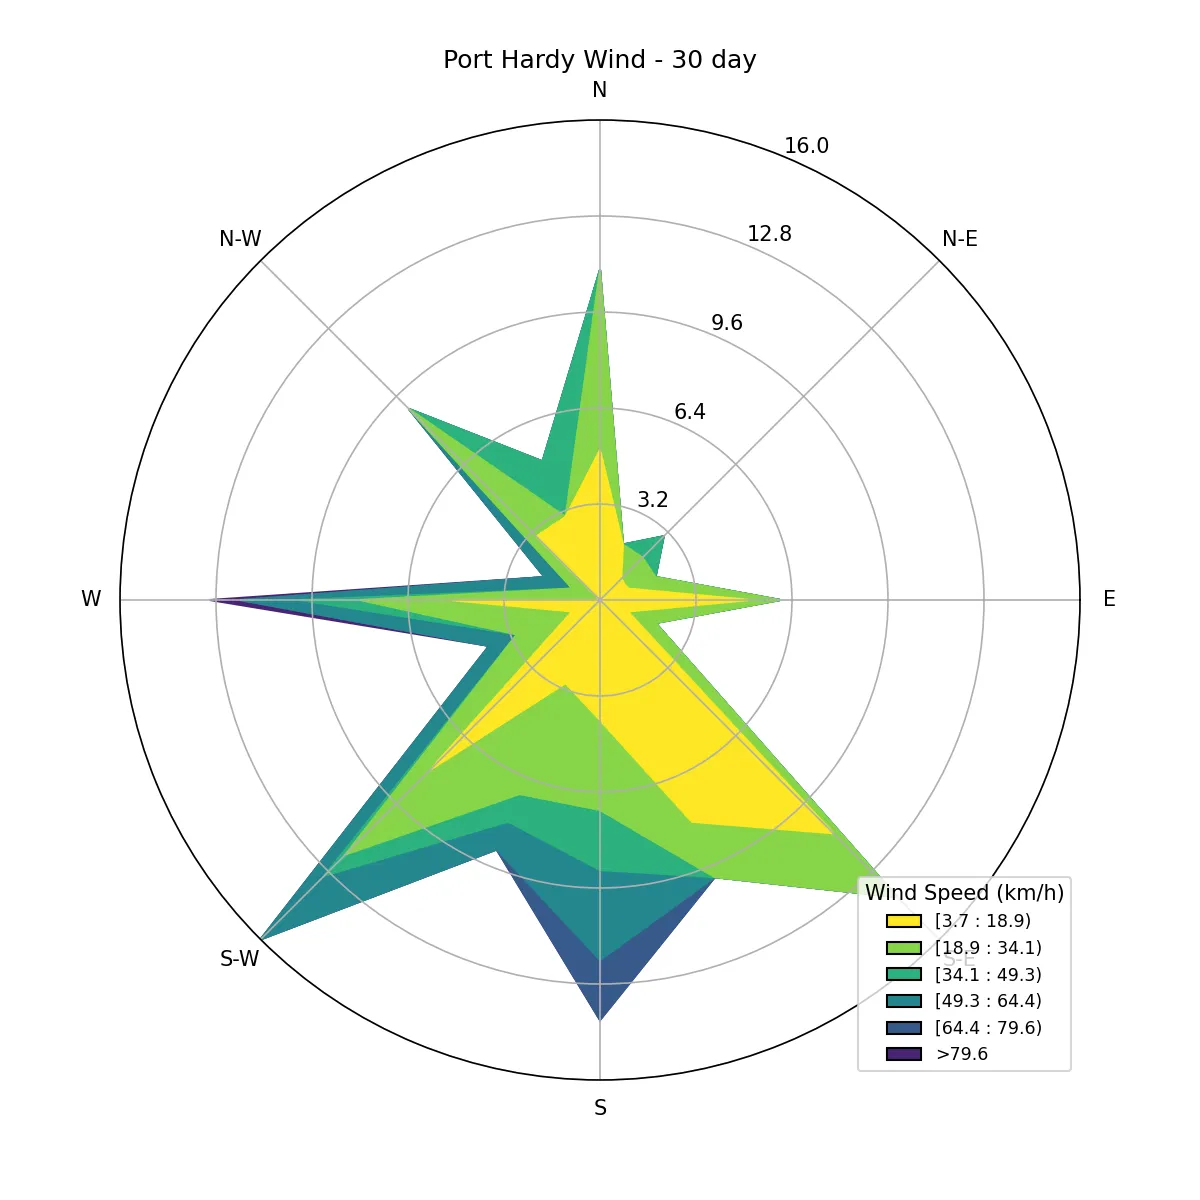 Port Hardy Wind - 30 day
N
16.0
12.8
N-W
N-E
9.6
6.4
3.2
W
E
Wind Speed (km/h)
[3.7 : 18.9)
[18.9 : 34.1)
S-W
S-E
[34.1 : 49.3)
[49.3 : 64.4)
[64.4 : 79.6)
>79.6
S